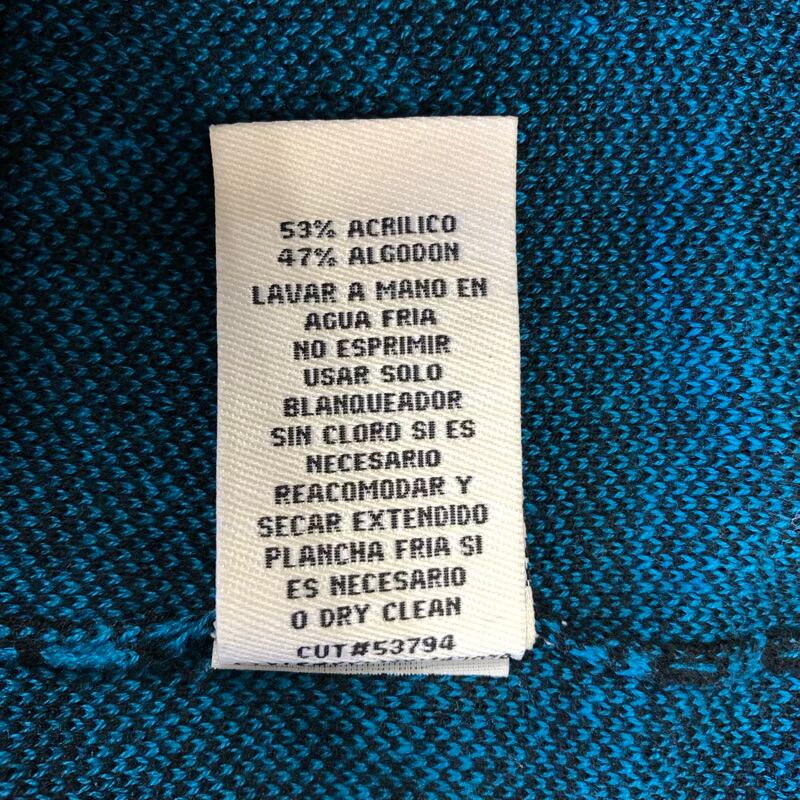 53% ACRILICO
47% ALGODON
LAVAR A MANO EN
AGUA FRIA
NO ESPRIMIR
USAR SOLO
BLANQUEADOR
SIN CLORO SI ES
NECESARIO
REACOMODAR Y
SECAR EXTENDIDO
PLANCHA FRIA SI
ES NECESARIO
O DRY CLEAN
CUT#53794